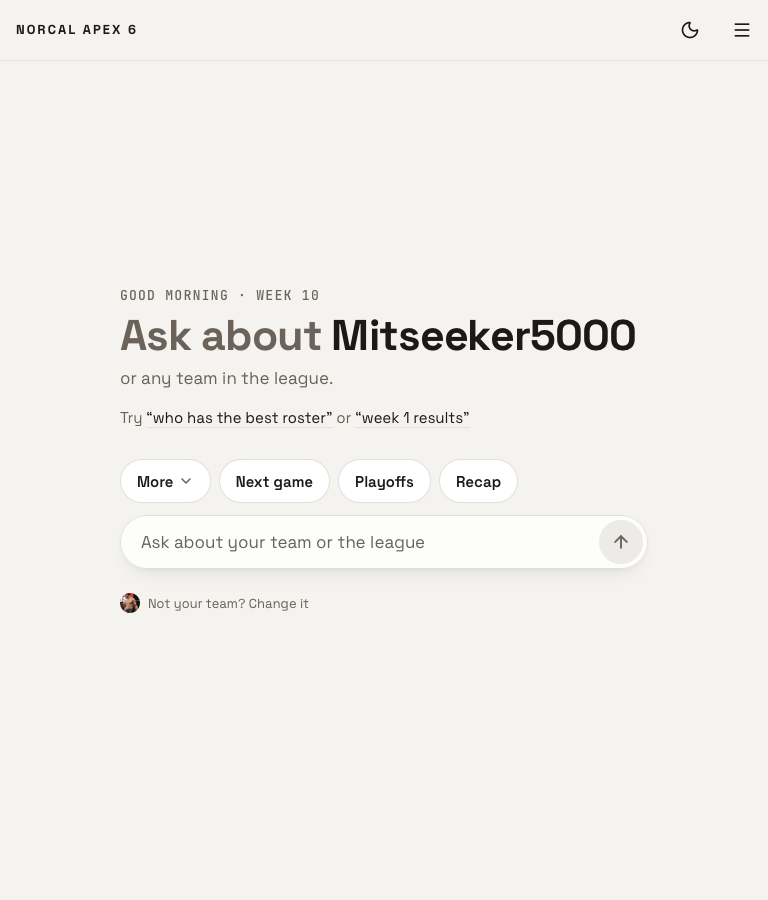 NORCAL APEX 6
GOOD MORNING · WEEK 10
Ask about Mitseeker5000
or any team in the league.
Try “who has the best roster” or “week 1 results”
More Next game Playoffs Recap
Ask about your team or the league
Not your team? Change it